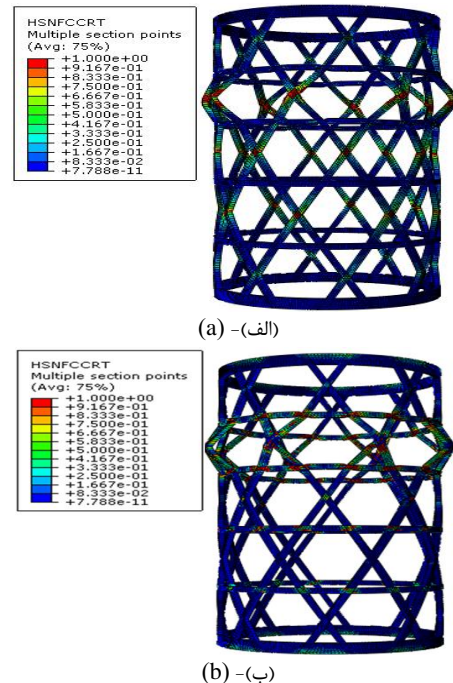 HSNFCCRT
Multiple section points
(Avg: 75%)
+1.000e+00
+9.167e-01
+8.333e-01
+7.500e-01
+6.667e-01
+5.833e-01
+5.000e-01
+4.167e-01
+3.333e-01
+2.500e-01
+1.667e-01
+8.333e-02
+7.788e-11
(a) -(الف)
HSNFCCRT
Multiple section points
(Avg: 75%)
+1.000e+00
+9.167e-01
+8.333e-01
+7.500e-01
+6.667e-01
+5.833e-01
+5.000e-01
+4.167e-01
+3.333e-01
+2.500e-01
+1.667e-01
+8.333e-02
+7.788e-11
(b) -(ب)